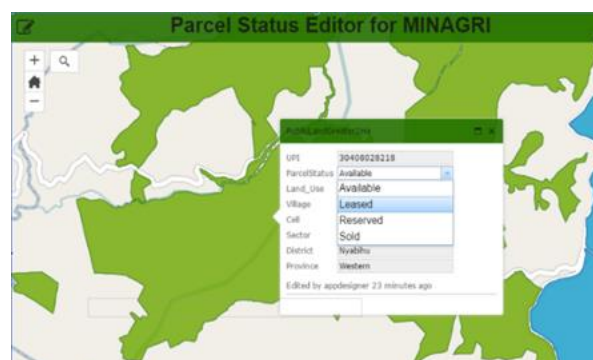 Parcel Status Editor for MINAGRI
UPI 30408028218
ParcelStatus Available
Land_Use Available
Village Leased
Cell Reserved
Sector Sold
District Nyabihu
Province Western
Edited by appdesigner 23 minutes ago